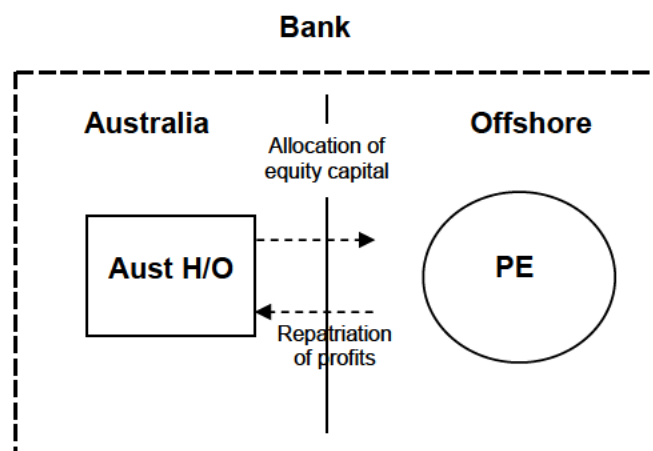 Bank
Australia
Offshore
Allocation of
equity capital
Aust H/O
PE
Repatriation
of profits